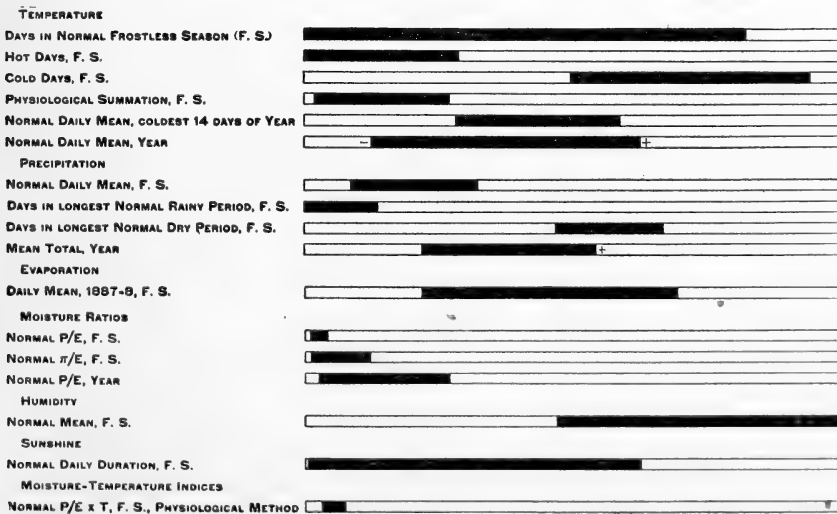 TEMPERATURE
DAYS IN NORMAL FROSTLESS SEASON (F. S.)
HOT DAYS, F. S.
COLD DAYS, F. S.
PHYSIOLOGICAL SUMMATION, F. S.
NORMAL DAILY MEAN, COLDEST 14 DAYS OF YEAR
NORMAL DAILY MEAN, YEAR − +
PRECIPITATION
NORMAL DAILY MEAN, F. S.
DAYS IN LONGEST NORMAL RAINY PERIOD, F. S.
DAYS IN LONGEST NORMAL DRY PERIOD, F. S.
MEAN TOTAL, YEAR +
EVAPORATION
DAILY MEAN, 1887-8, F. S.
MOISTURE RATIOS
NORMAL P/E, F. S.
NORMAL π/E, F. S.
NORMAL P/E, YEAR
HUMIDITY
NORMAL MEAN, F. S.
SUNSHINE
NORMAL DAILY DURATION, F. S.
MOISTURE-TEMPERATURE INDICES
NORMAL P/E x T, F. S., PHYSIOLOGICAL METHOD